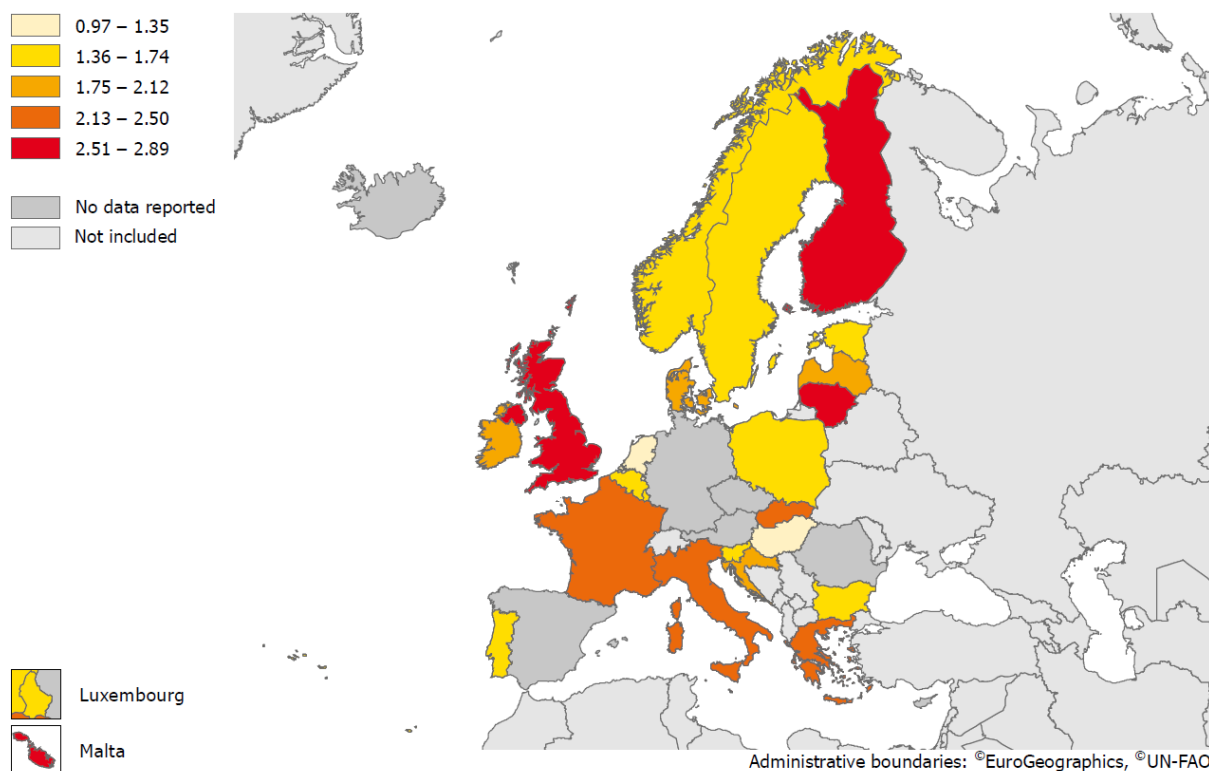 0.97 – 1.35
1.36 – 1.74
1.75 – 2.12
2.13 – 2.50
2.51 – 2.89
No data reported
Not included
Luxembourg
Malta
Administrative boundaries: ©EuroGeographics, ©UN-FAO